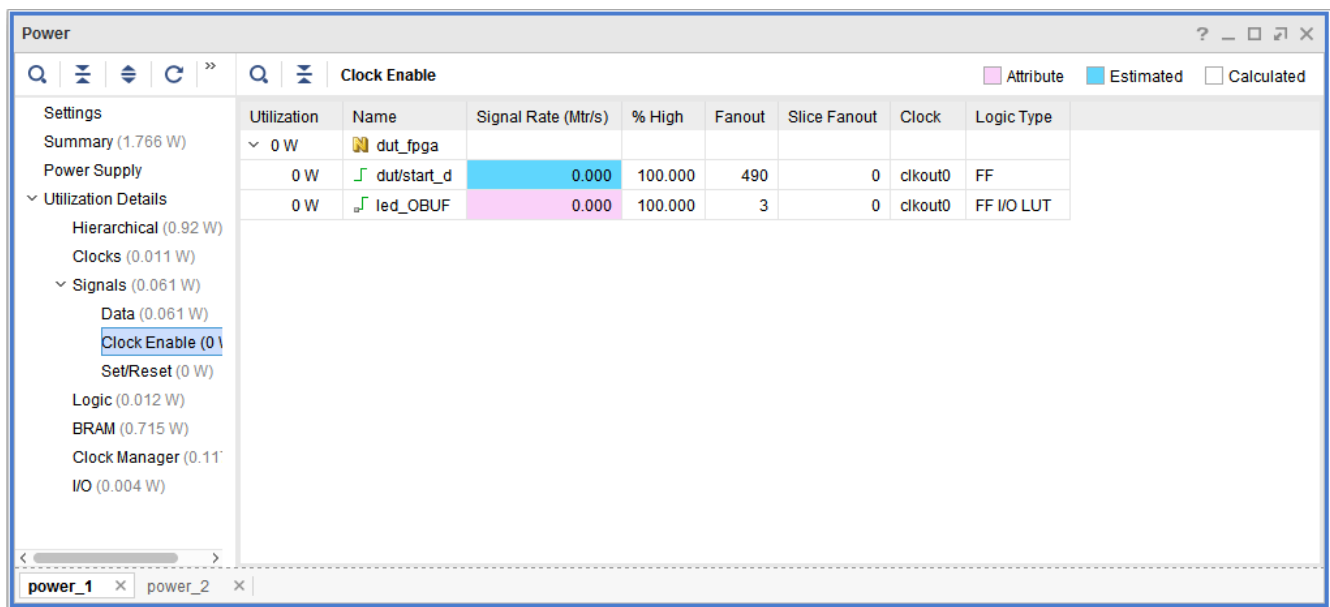 Power
Clock Enable
Attribute
Estimated
Calculated
Settings
Summary (1.766 W)
Power Supply
Utilization Details
Hierarchical (0.92 W)
Clocks (0.011 W)
Signals (0.061 W)
Data (0.061 W)
Clock Enable (0
Set/Reset (0 W)
Logic (0.012 W)
BRAM (0.715 W)
Clock Manager (0.11
I/O (0.004 W)
Utilization Name Signal Rate (Mtr/s) % High Fanout Slice Fanout Clock Logic Type
0 W dut_fpga
0 W dut/start_d 0.000 100.000 490 0 clkout0 FF
0 W led_OBUF 0.000 100.000 3 0 clkout0 FF I/O LUT
power_1 power_2